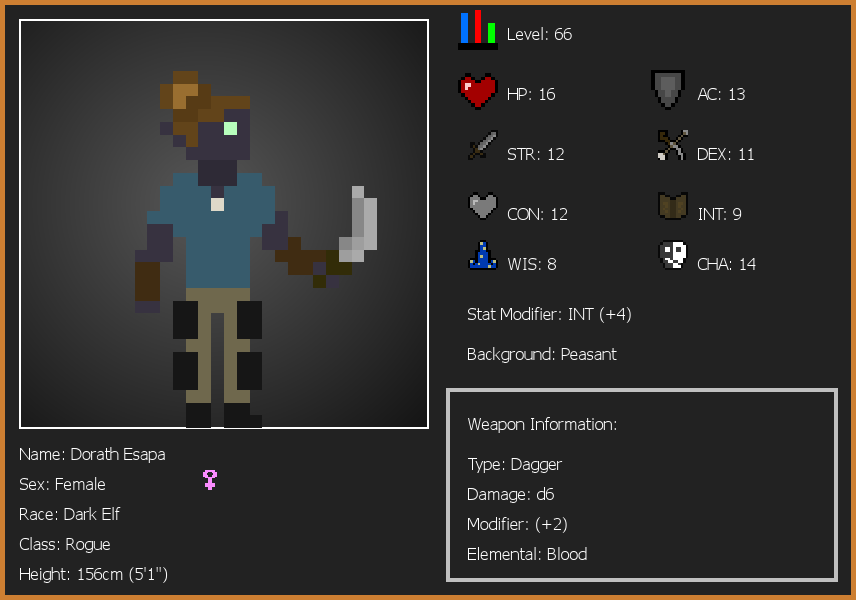 Level: 66
HP: 16
AC: 13
STR: 12
DEX: 11
CON: 12
INT: 9
WIS: 8
CHA: 14
Stat Modifier: INT (+4)
Background: Peasant
Weapon Information:
Type: Dagger
Damage: d6
Modifier: (+2)
Elemental: Blood
Name: Dorath Esapa
Sex: Female
Race: Dark Elf
Class: Rogue
Height: 156cm (5'1")